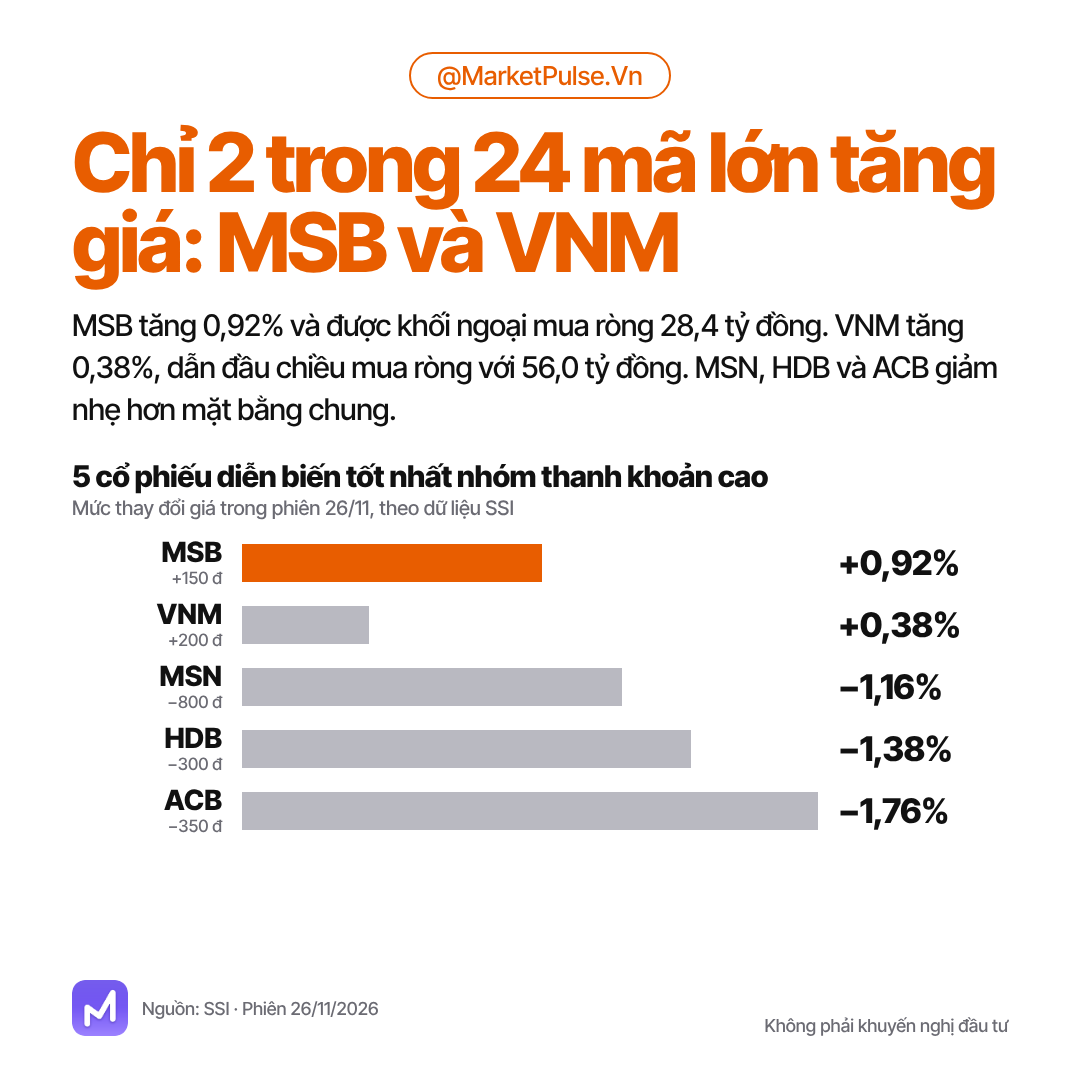 @MarketPulse.Vn
Chỉ 2 trong 24 mã lớn tăng
giá: MSB và VNM
MSB tăng 0,92% và được khối ngoại mua ròng 28,4 tỷ đồng. VNM tăng
0,38%, dẫn đầu chiều mua ròng với 56,0 tỷ đồng. MSN, HDB và ACB giảm
nhẹ hơn mặt bằng chung.
5 cổ phiếu diễn biến tốt nhất nhóm thanh khoản cao
Mức thay đổi giá trong phiên 26/11, theo dữ liệu SSI
MSB +0,92%
+150 đ
VNM +0,38%
+200 đ
MSN −1,16%
−800 đ
HDB −1,38%
−300 đ
ACB −1,76%
−350 đ
Nguồn: SSI · Phiên 26/11/2026
Không phải khuyến nghị đầu tư